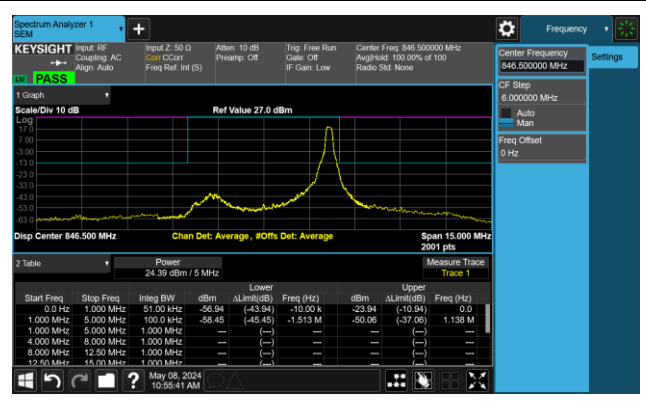 Spectrum Analyzer 1
SEM
Frequency
KEYSIGHT
Input: RF
Coupling: AC
Align: Auto
Input Z: 50 Ω
Corr CCorr
Freq Ref: Int (S)
Atten: 10 dB
Preamp: Off
Trig: Free Run
Gate: Off
IF Gain: Low
Center Freq: 846.500000 MHz
Avg|Hold: 100.00% of 100
Radio Std: None
PASS
Center Frequency
846.500000 MHz
Settings
CF Step
6.000000 MHz
Auto
Man
Freq Offset
0 Hz
1 Graph
Scale/Div 10 dB
Ref Value 27.0 dBm
Log
17.0
7.00
-3.00
-13.0
-23.0
-33.0
-43.0
-53.0
-63.0
Disp Center 846.500 MHz
Chan Det: Average, #Offs Det: Average
Span 15.000 MHz
2001 pts
2 Table
Power
24.39 dBm / 5 MHz
Measure Trace
Trace 1
Lower Upper
Start Freq Stop Freq Integ BW dBm ΔLimit(dB) Freq (Hz) dBm ΔLimit(dB) Freq (Hz)
0.0 Hz 1.000 MHz 51.00 kHz -56.94 (-43.94) -10.00 k -23.94 (-10.94) 0.0
1.000 MHz 5.000 MHz 100.0 kHz -58.45 (-45.45) -1.513 M -50.06 (-37.06) 1.138 M
1.000 MHz 5.000 MHz 1.000 MHz --- (---) --- --- (---) ---
4.000 MHz 8.000 MHz 1.000 MHz --- (---) --- --- (---) ---
8.000 MHz 12.50 MHz 1.000 MHz --- (---) --- --- (---) ---
12.50 MHz 15.00 MHz 1.000 MHz --- (---) --- --- (---) ---
?
May 08, 2024
10:55:41 AM